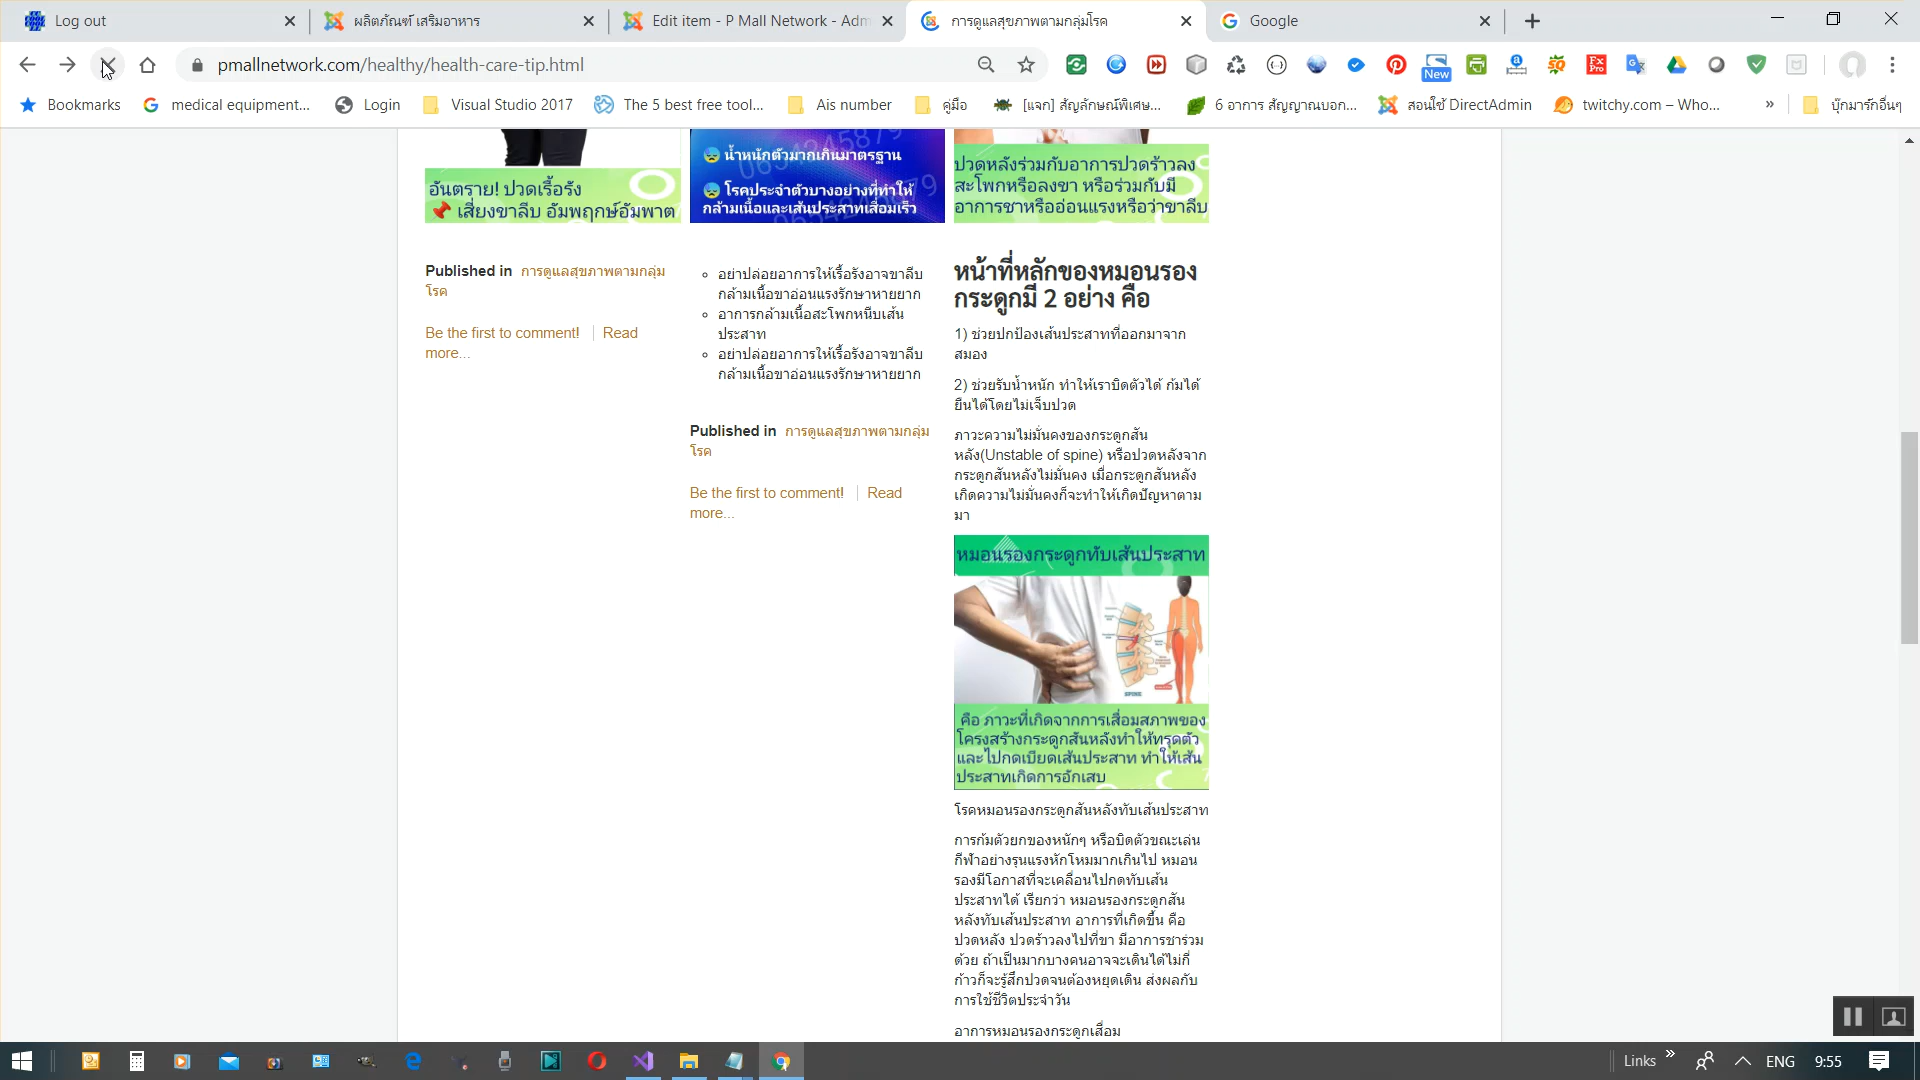 Log out
ผลิตภัณฑ์ เสริมอาหาร
Edit item - P Mall Network - Adm
การดูแลสุขภาพตามกลุ่มโรค
Google
pmallnetwork.com/healthy/health-care-tip.html
New
Bookmarks
medical equipment...
Login
Visual Studio 2017
The 5 best free tool...
Ais number
คู่มือ
[แจก] สัญลักษณ์พิเศษ...
6 อาการ สัญญาณบอก...
สอนใช้ DirectAdmin
twitchy.com – Who...
บุ๊กมาร์กอื่นๆ
อันตราย! ปวดเรื้อรัง
เสี่ยงขาลีบ อัมพฤกษ์อัมพาต
Published in การดูแลสุขภาพตามกลุ่ม
โรค
Be the first to comment! Read
more...
น้ำหนักตัวมากเกินมาตรฐาน
โรคประจำตัวบางอย่างที่ทำให้
กล้ามเนื้อและเส้นประสาทเสื่อมเร็ว
อย่าปล่อยอาการให้เรื้อรังอาจขาลีบ
กล้ามเนื้อขาอ่อนแรงรักษาหายยาก
อาการกล้ามเนื้อสะโพกหนีบเส้น
ประสาท
อย่าปล่อยอาการให้เรื้อรังอาจขาลีบ
กล้ามเนื้อขาอ่อนแรงรักษาหายยาก
Published in การดูแลสุขภาพตามกลุ่ม
โรค
Be the first to comment! Read
more...
ปวดหลังร่วมกับอาการปวดร้าวลง
สะโพกหรือลงขา หรือร่วมกับมี
อาการชาหรืออ่อนแรงหรือว่าขาลีบ
หน้าที่หลักของหมอนรอง
กระดูกมี 2 อย่าง คือ
1) ช่วยปกป้องเส้นประสาทที่ออกมาจาก
สมอง
2) ช่วยรับน้ำหนัก ทำให้เราบิดตัวได้ ก้มได้
ยืนได้โดยไม่เจ็บปวด
ภาวะความไม่มั่นคงของกระดูกสัน
หลัง(Unstable of spine) หรือปวดหลังจาก
กระดูกสันหลังไม่มั่นคง เมื่อกระดูกสันหลัง
เกิดความไม่มั่นคงก็จะทำให้เกิดปัญหาตาม
มา
หมอนรองกระดูกทับเส้นประสาท
SPINE
คือ ภาวะที่เกิดจากการเสื่อมสภาพของ
โครงสร้างกระดูกสันหลังทำให้ทรุดตัว
และไปกดเบียดเส้นประสาท ทำให้เส้น
ประสาทเกิดการอักเสบ
โรคหมอนรองกระดูกสันหลังทับเส้นประสาท
การก้มตัวยกของหนักๆ หรือบิดตัวขณะเล่น
กีฬาอย่างรุนแรงหักโหมมากเกินไป หมอน
รองมีโอกาสที่จะเคลื่อนไปกดทับเส้น
ประสาทได้ เรียกว่า หมอนรองกระดูกสัน
หลังทับเส้นประสาท อาการที่เกิดขึ้น คือ
ปวดหลัง ปวดร้าวลงไปที่ขา มีอาการชาร่วม
ด้วย ถ้าเป็นมากบางคนอาจจะเดินได้ไม่กี่
ก้าวก็จะรู้สึกปวดจนต้องหยุดเดิน ส่งผลกับ
การใช้ชีวิตประจำวัน
อาการหมอนรองกระดูกเสื่อม
Links
ENG
9:55